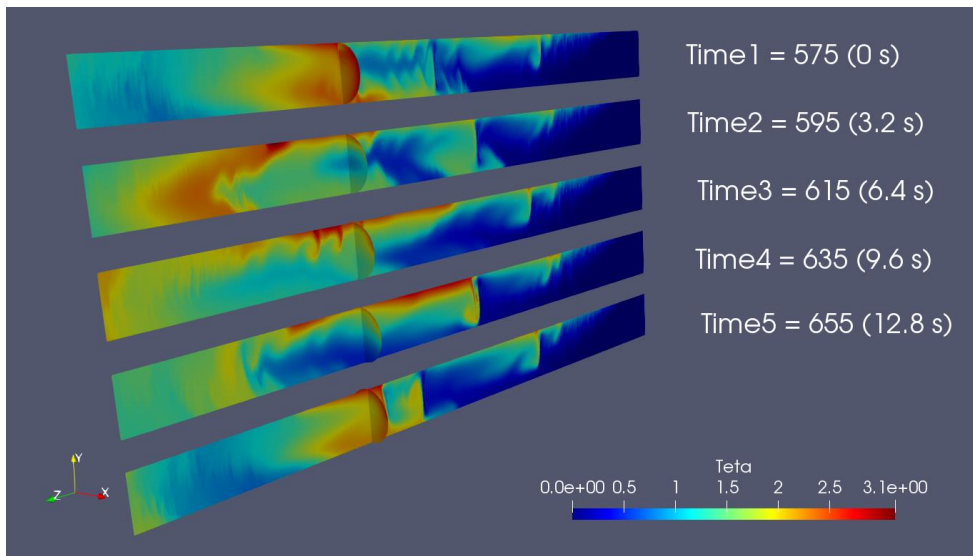 Time1 = 575 (0 s)
Time2 = 595 (3.2 s)
Time3 = 615 (6.4 s)
Time4 = 635 (9.6 s)
Time5 = 655 (12.8 s)
Y
Z X
Teta
0.0e+00 0.5 1 1.5 2 2.5 3.1e+00